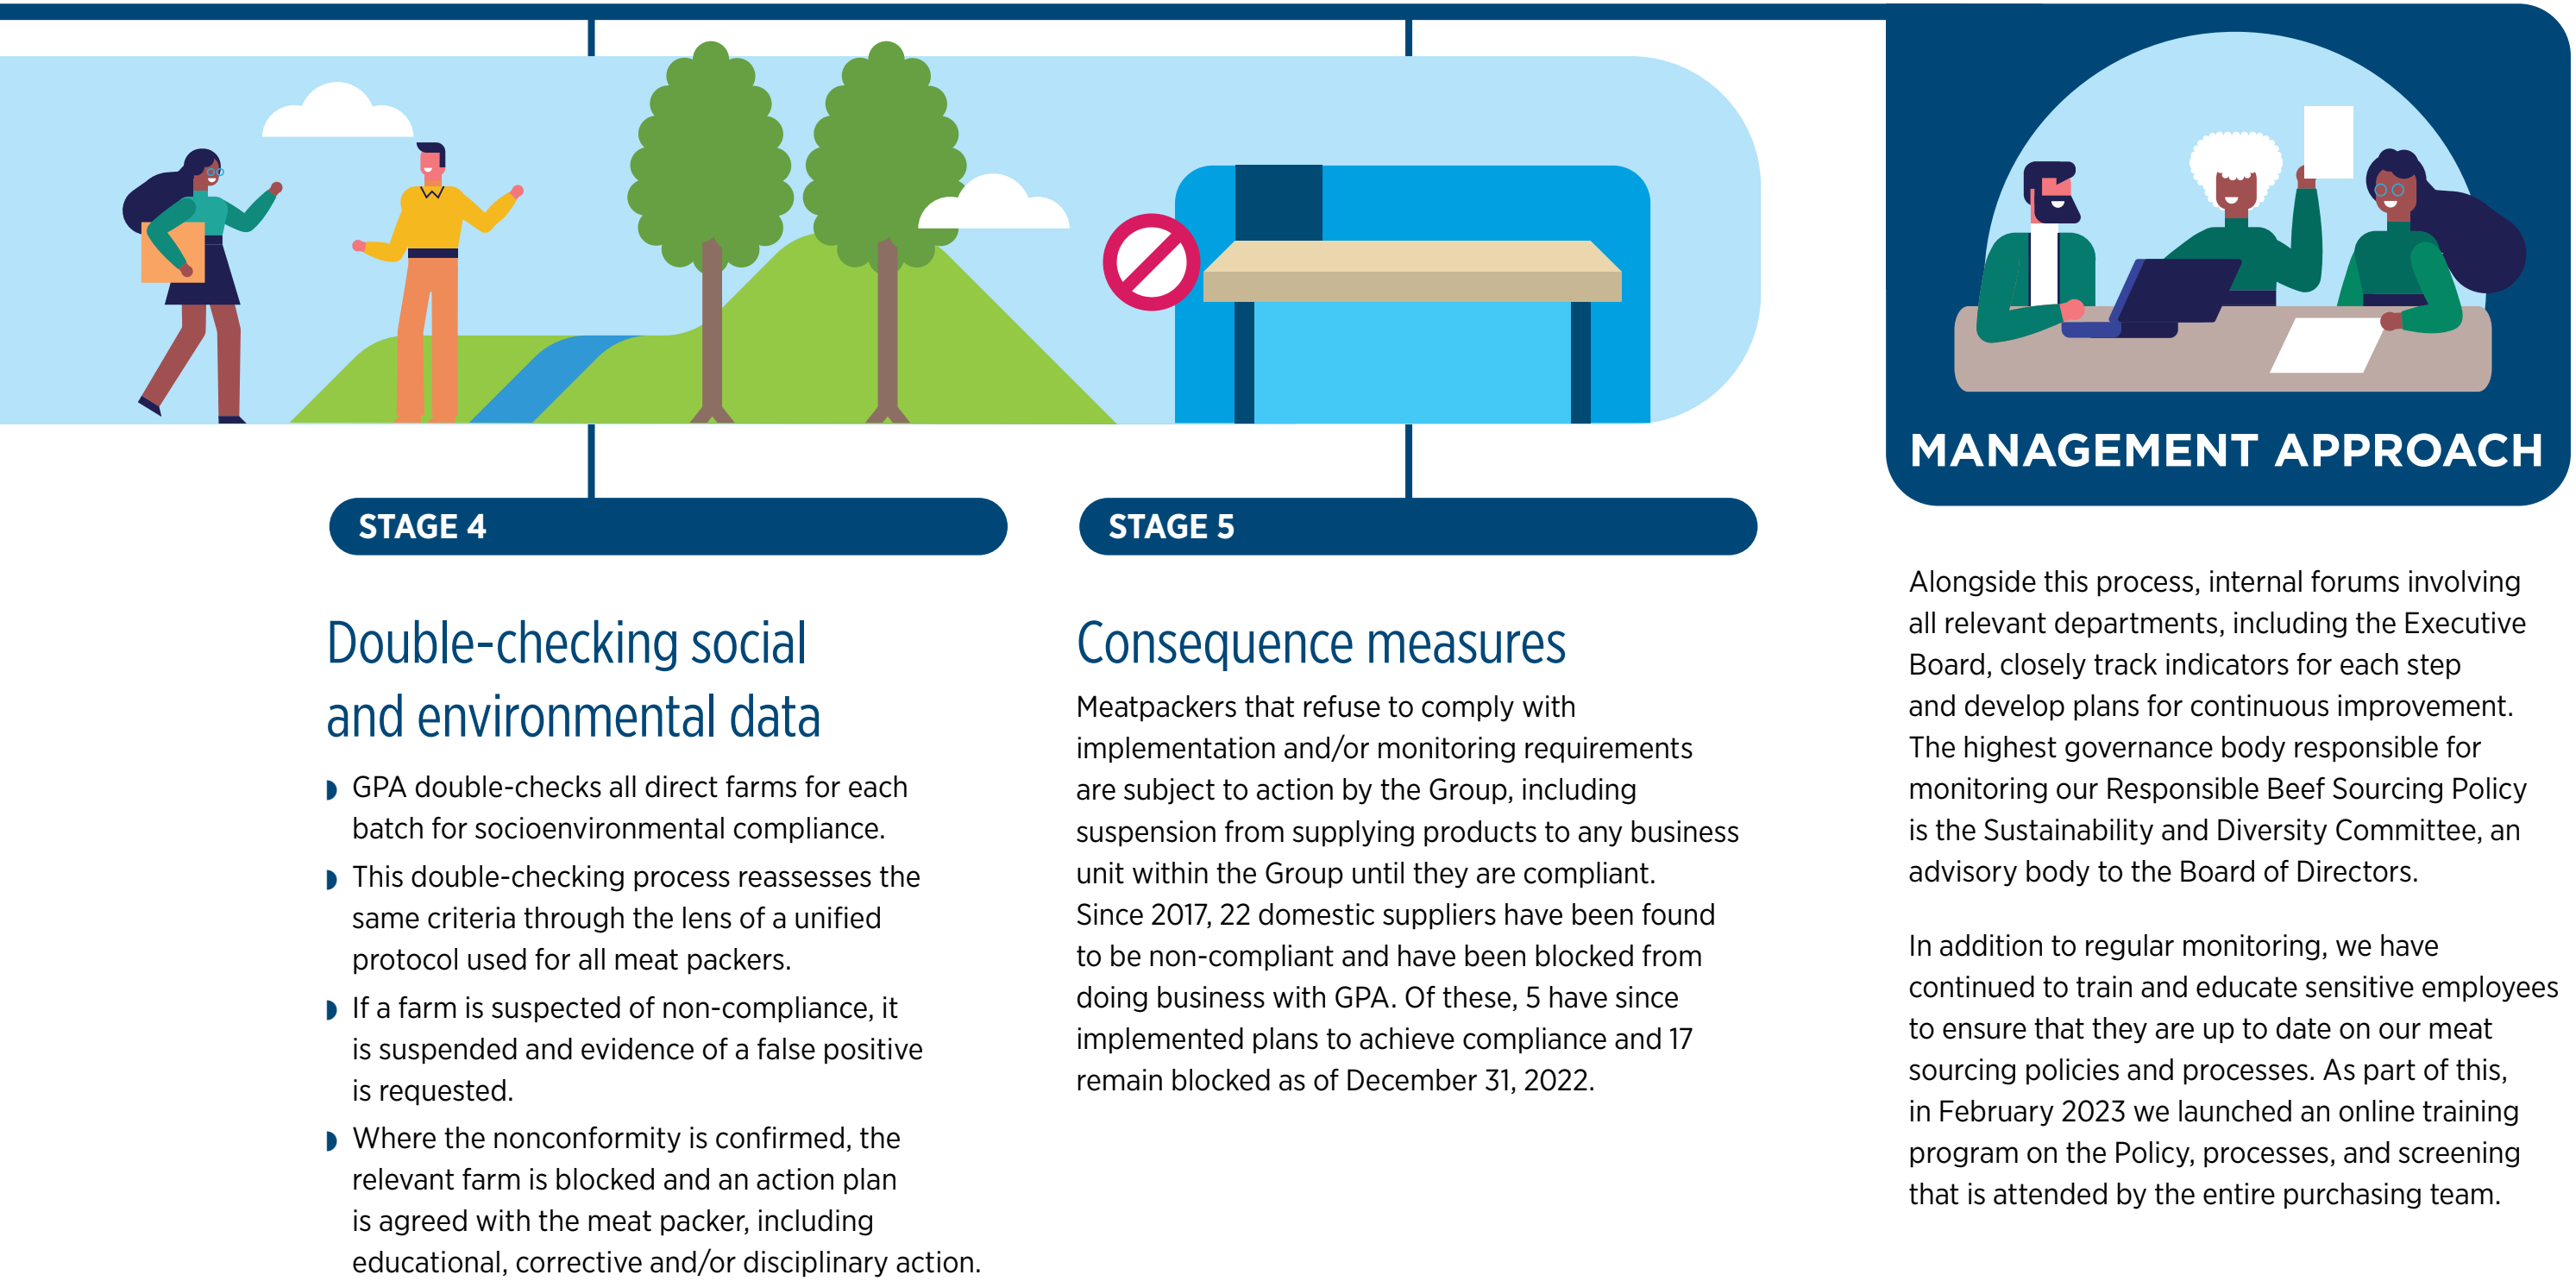 STAGE 4
Double-checking social
and environmental data
◗ GPA double-checks all direct farms for each
batch for socioenvironmental compliance.
◗ This double-checking process reassesses the
same criteria through the lens of a unified
protocol used for all meat packers.
◗ If a farm is suspected of non-compliance, it
is suspended and evidence of a false positive
is requested.
◗ Where the nonconformity is confirmed, the
relevant farm is blocked and an action plan
is agreed with the meat packer, including
educational, corrective and/or disciplinary action.
STAGE 5
Consequence measures
Meatpackers that refuse to comply with
implementation and/or monitoring requirements
are subject to action by the Group, including
suspension from supplying products to any business
unit within the Group until they are compliant.
Since 2017, 22 domestic suppliers have been found
to be non-compliant and have been blocked from
doing business with GPA. Of these, 5 have since
implemented plans to achieve compliance and 17
remain blocked as of December 31, 2022.
MANAGEMENT APPROACH
Alongside this process, internal forums involving
all relevant departments, including the Executive
Board, closely track indicators for each step
and develop plans for continuous improvement.
The highest governance body responsible for
monitoring our Responsible Beef Sourcing Policy
is the Sustainability and Diversity Committee, an
advisory body to the Board of Directors.
In addition to regular monitoring, we have
continued to train and educate sensitive employees
to ensure that they are up to date on our meat
sourcing policies and processes. As part of this,
in February 2023 we launched an online training
program on the Policy, processes, and screening
that is attended by the entire purchasing team.